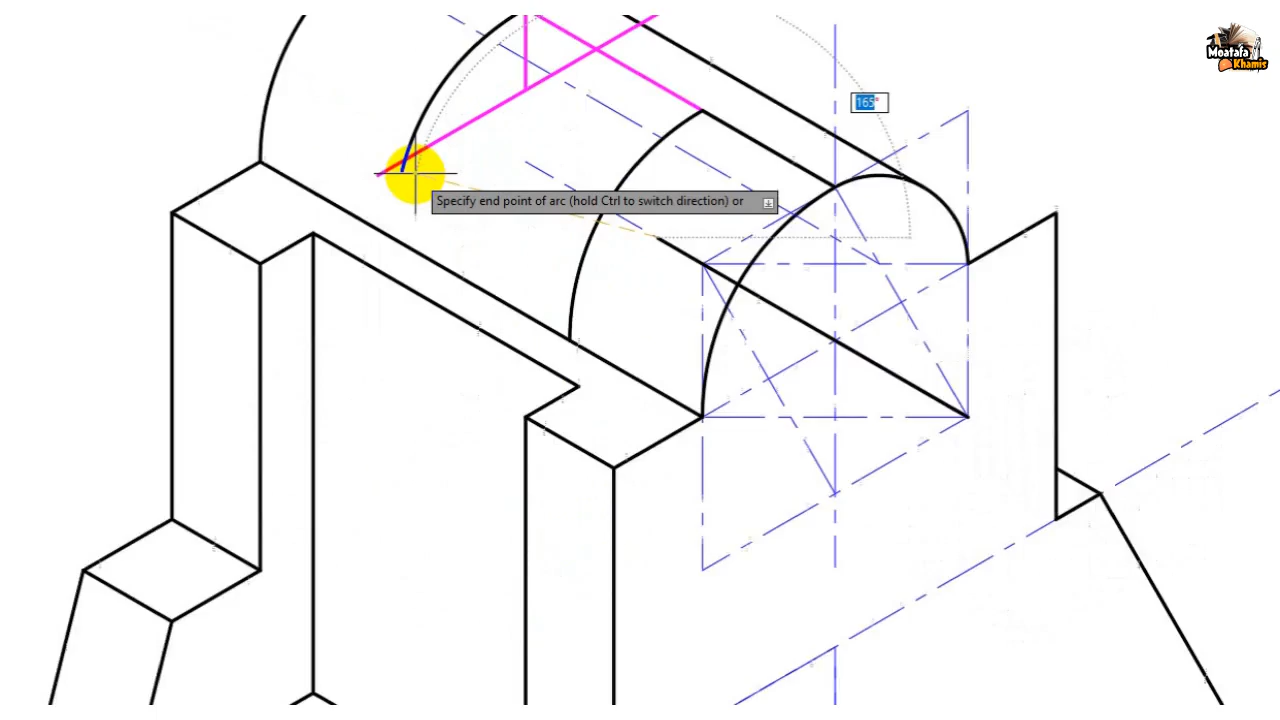 Moatafa
Khamis
165°
Specify end point of arc (hold Ctrl to switch direction) or